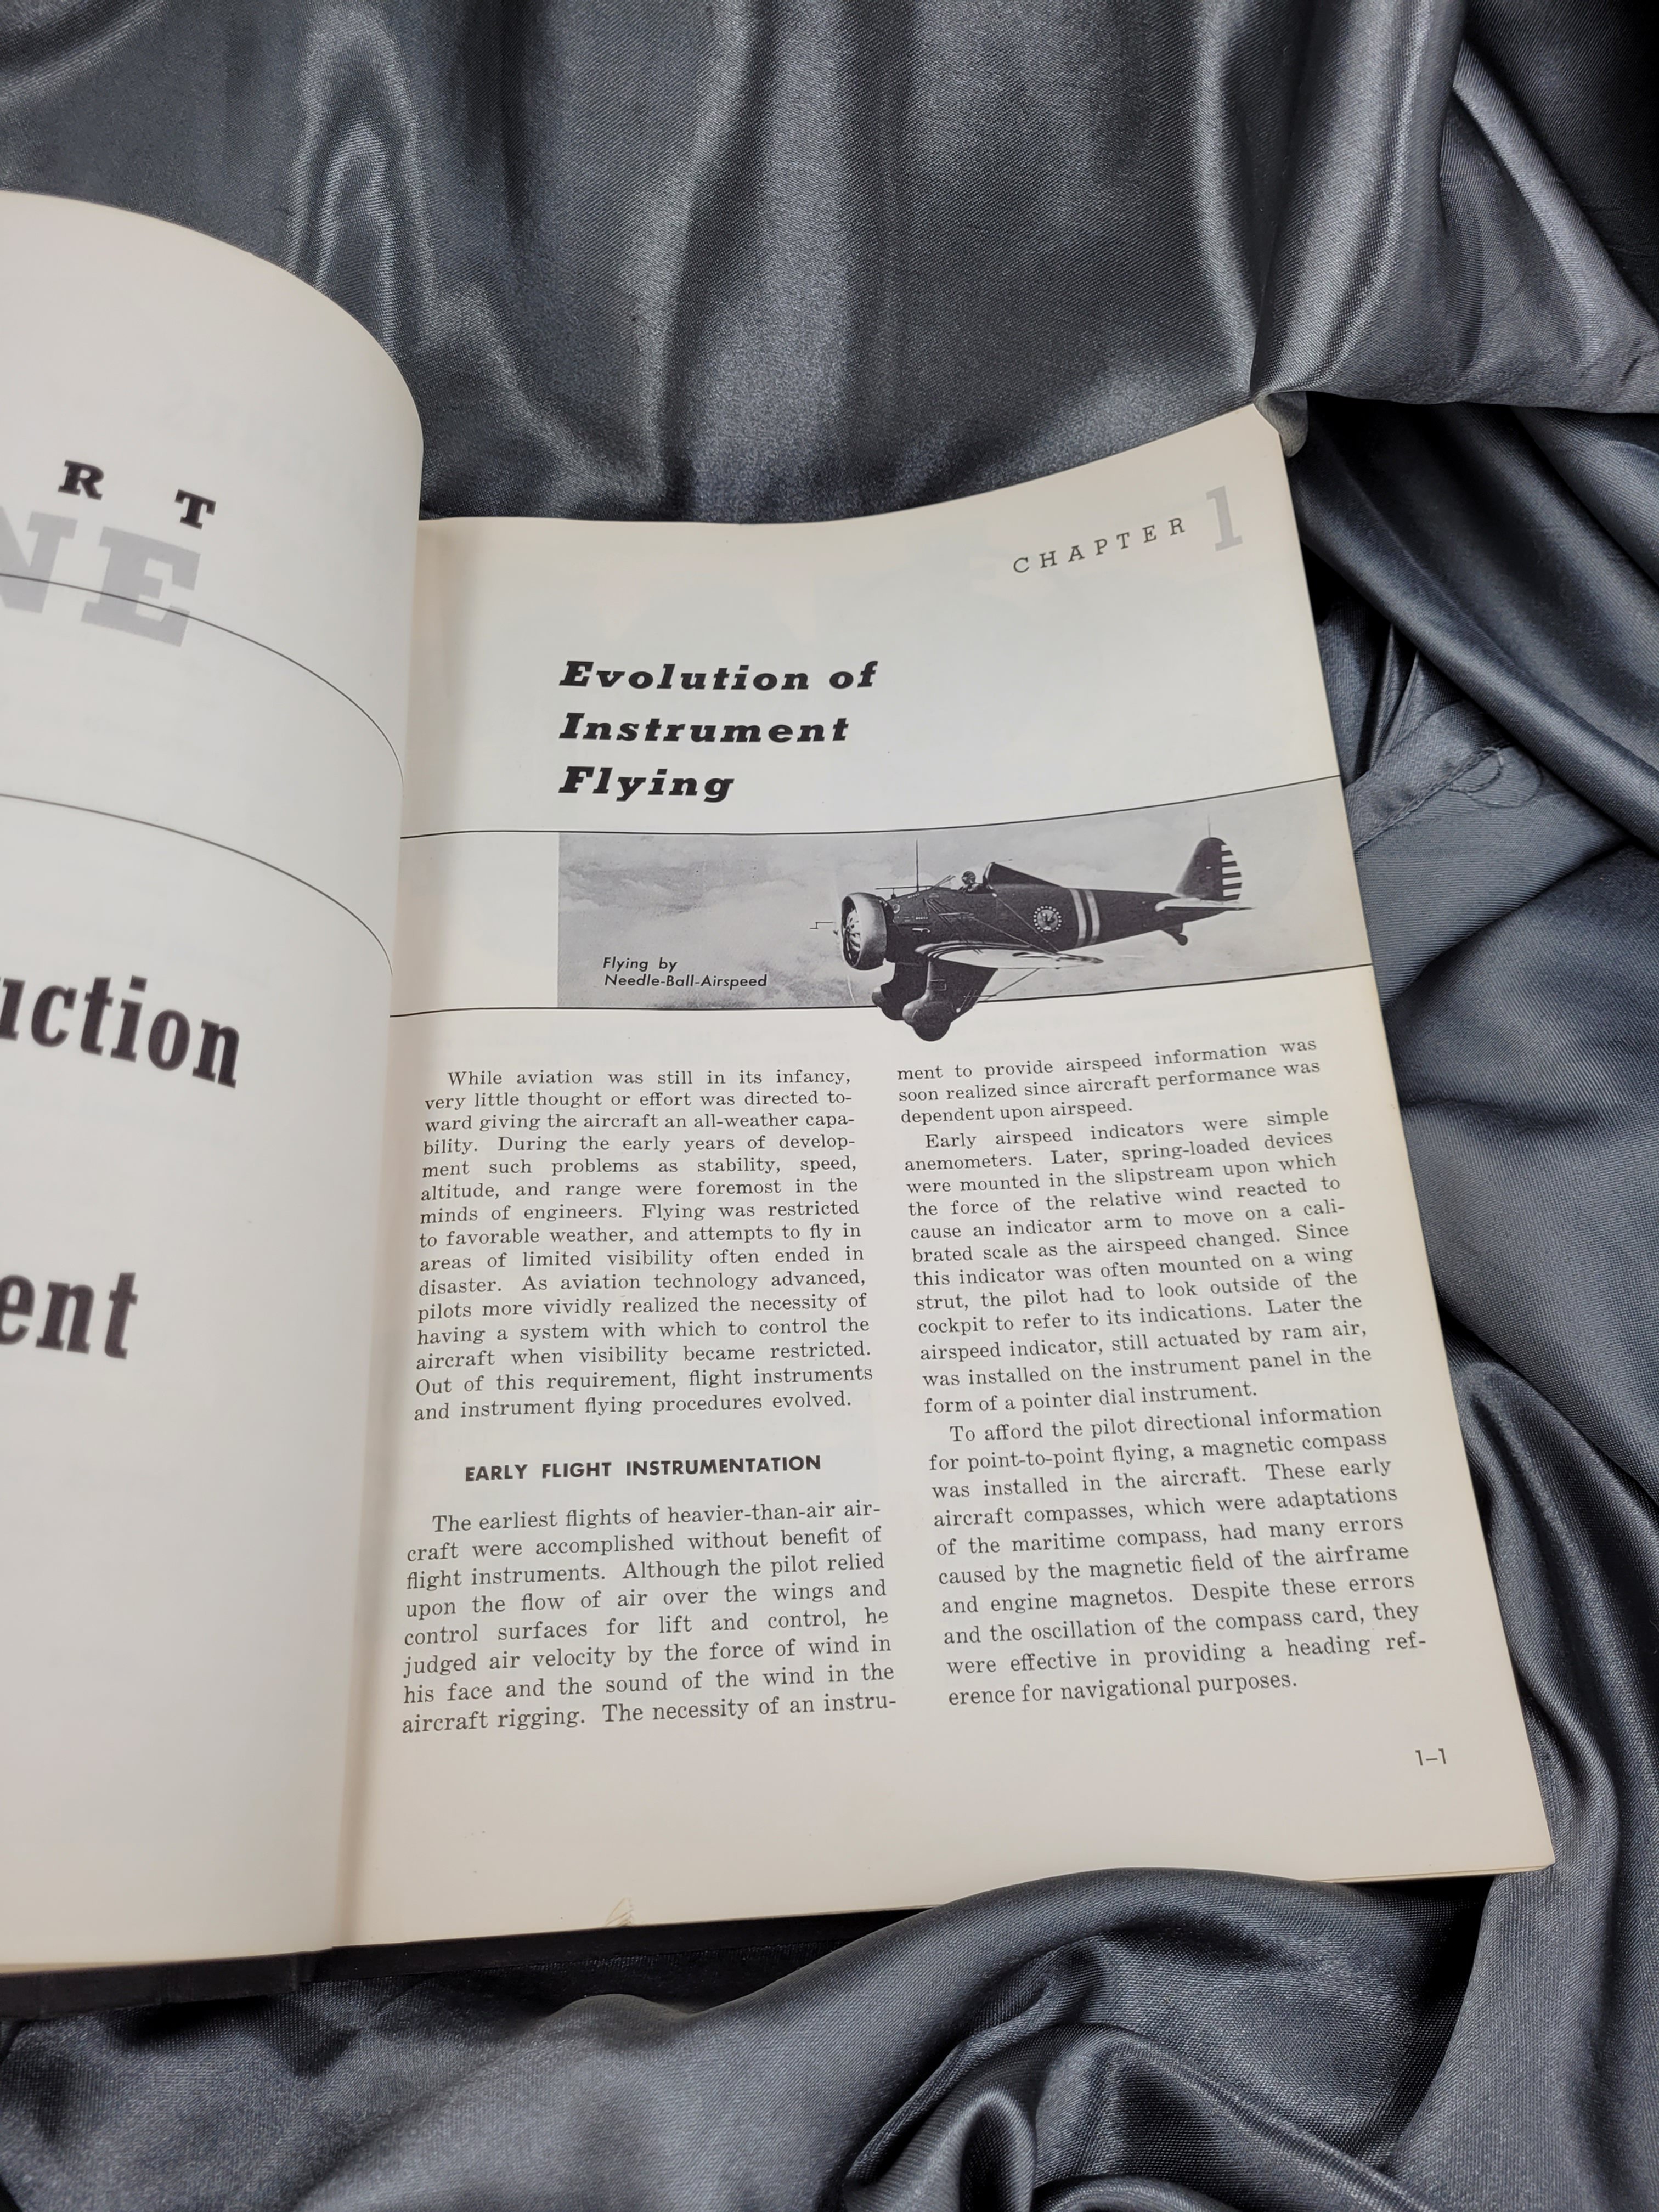 R T
NE
uction
ent
CHAPTER 1
Evolution of
Instrument
Flying
Flying by
Needle-Ball-Airspeed
While aviation was still in its infancy,
very little thought or effort was directed to-
ward giving the aircraft an all-weather capa-
bility. During the early years of develop-
ment such problems as stability, speed,
altitude, and range were foremost in the
minds of engineers. Flying was restricted
to favorable weather, and attempts to fly in
areas of limited visibility often ended in
disaster. As aviation technology advanced,
pilots more vividly realized the necessity of
having a system with which to control the
aircraft when visibility became restricted.
Out of this requirement, flight instruments
and instrument flying procedures evolved.
EARLY FLIGHT INSTRUMENTATION
The earliest flights of heavier-than-air air-
craft were accomplished without benefit of
flight instruments. Although the pilot relied
upon the flow of air over the wings and
control surfaces for lift and control, he
judged air velocity by the force of wind in
his face and the sound of the wind in the
aircraft rigging. The necessity of an instru-
ment to provide airspeed information was
soon realized since aircraft performance was
dependent upon airspeed.
Early airspeed indicators were simple
anemometers. Later, spring-loaded devices
were mounted in the slipstream upon which
the force of the relative wind reacted to
cause an indicator arm to move on a cali-
brated scale as the airspeed changed. Since
this indicator was often mounted on a wing
strut, the pilot had to look outside of the
cockpit to refer to its indications. Later the
airspeed indicator, still actuated by ram air,
was installed on the instrument panel in the
form of a pointer dial instrument.
To afford the pilot directional information
for point-to-point flying, a magnetic compass
was installed in the aircraft. These early
aircraft compasses, which were adaptations
of the maritime compass, had many errors
caused by the magnetic field of the airframe
and engine magnetos. Despite these errors
and the oscillation of the compass card, they
were effective in providing a heading ref-
erence for navigational purposes.
1–1